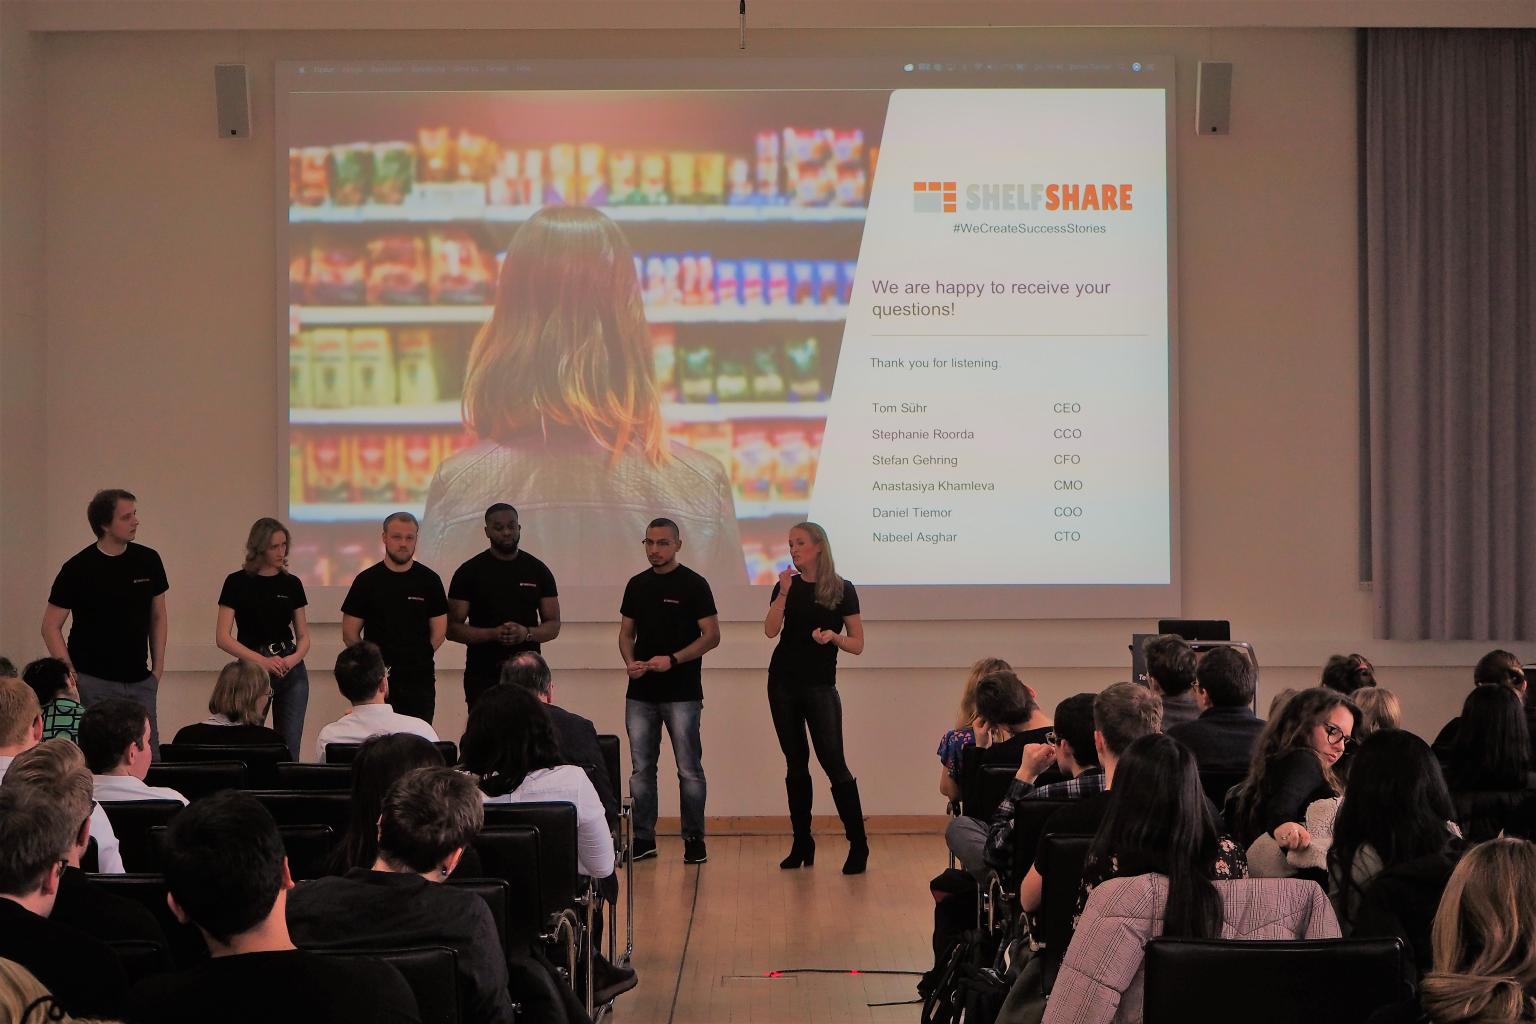 SHELFSHARE
#WeCreateSuccessStories
We are happy to receive your
questions!
Thank you for listening.
Tom Sühr CEO
Stephanie Roorda CCO
Stefan Gehring CFO
Anastasiya Khamleva CMO
Daniel Tiemor COO
Nabeel Asghar CTO